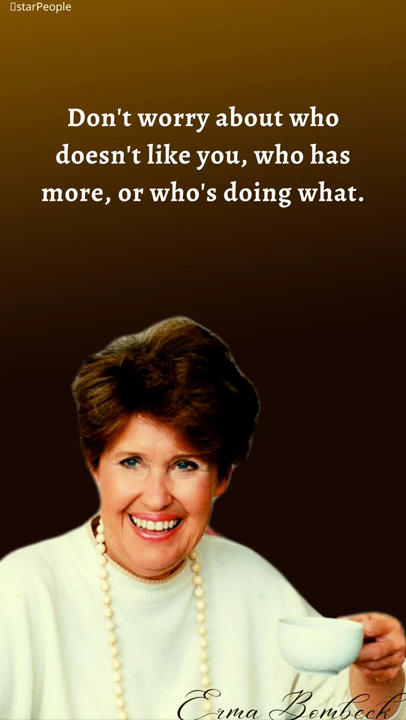 starPeople
Don't worry about who
doesn't like you, who has
more, or who's doing what.
Erma Bombeck